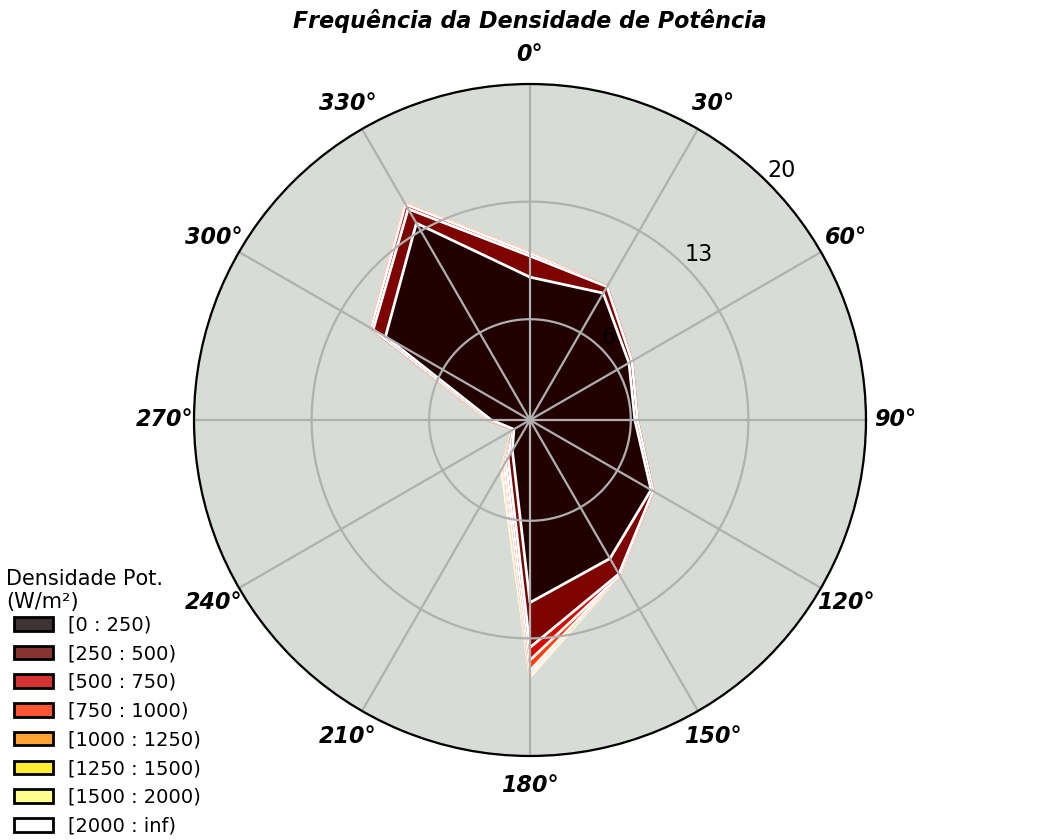 Frequência da Densidade de Potência
0°
330°
30°
20
300°
60°
13
6
270°
90°
240°
120°
210°
150°
180°
Densidade Pot.
(W/m²)
[0 : 250)
[250 : 500)
[500 : 750)
[750 : 1000)
[1000 : 1250)
[1250 : 1500)
[1500 : 2000)
[2000 : inf)